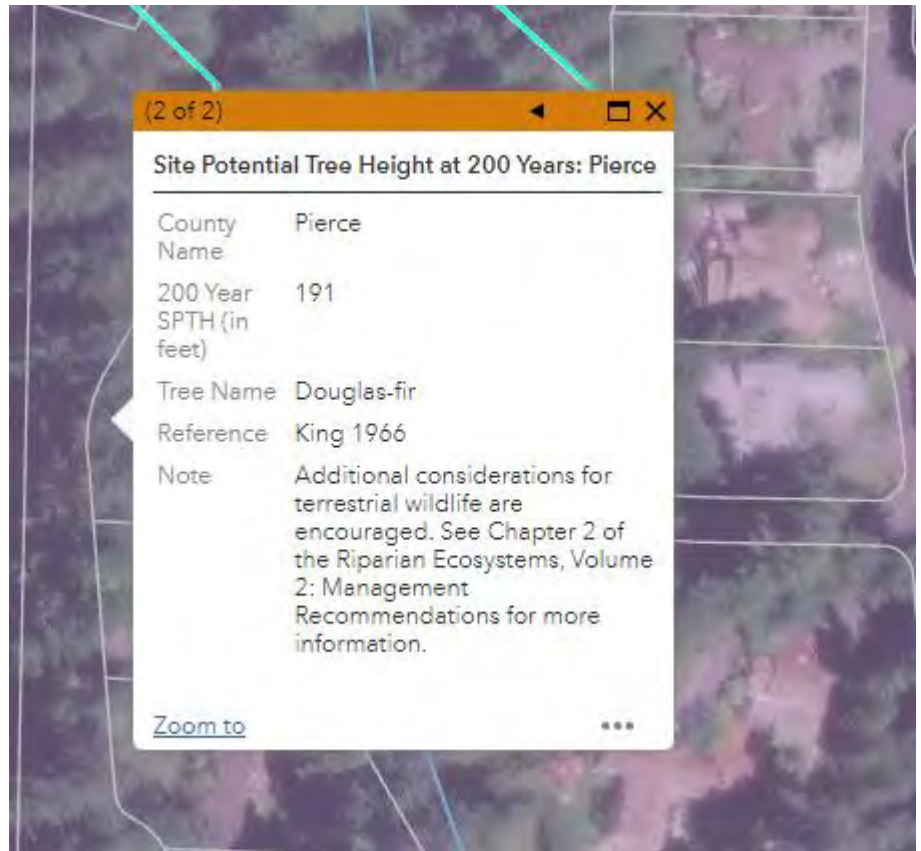 (2 of 2)
Site Potential Tree Height at 200 Years: Pierce
County Name Pierce
200 Year SPTH (in feet) 191
Tree Name Douglas-fir
Reference King 1966
Note Additional considerations for
terrestrial wildlife are
encouraged. See Chapter 2 of
the Riparian Ecosystems, Volume
2: Management
Recommendations for more
information.
Zoom to